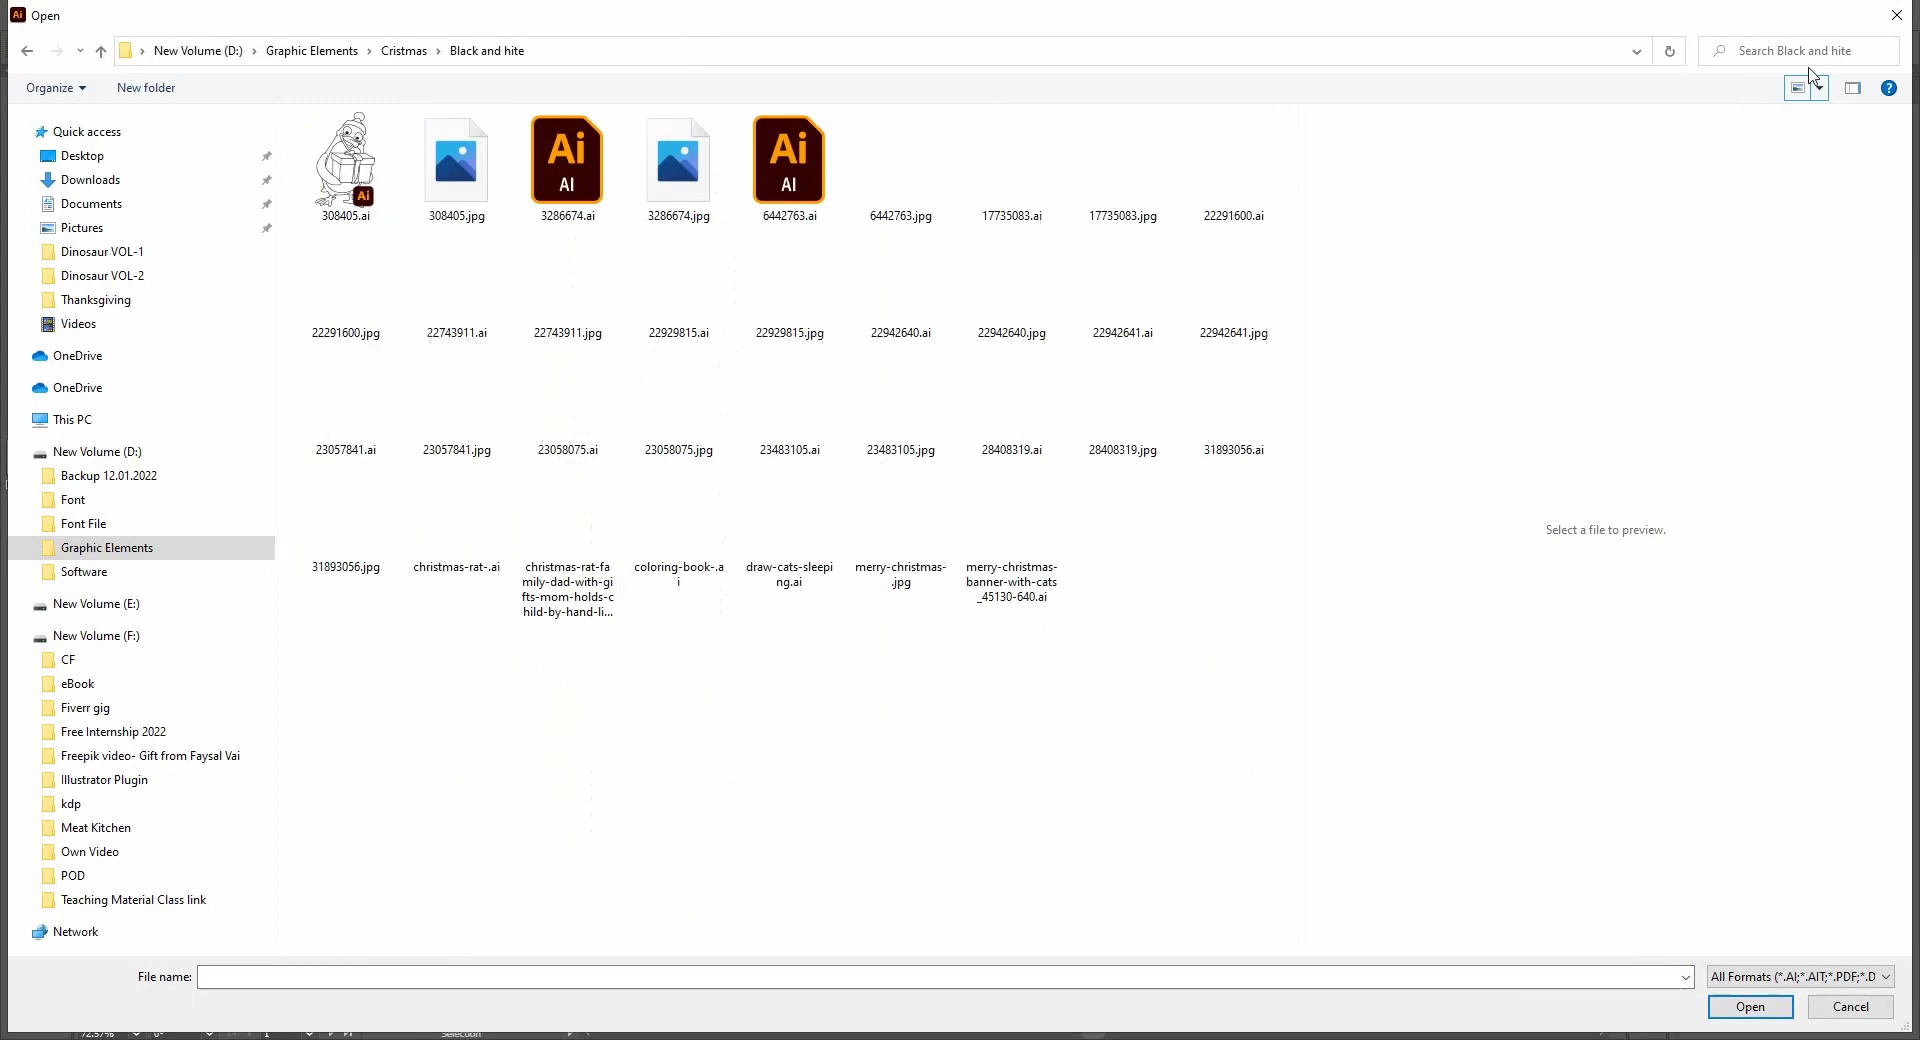 Ai Open
New Volume (D:) Graphic Elements Cristmas Black and hite
Search Black and hite
Organize New folder
?
Quick access
Desktop
Downloads
Documents
Pictures
Dinosaur VOL-1
Dinosaur VOL-2
Thanksgiving
Videos
OneDrive
OneDrive
This PC
New Volume (D:)
Backup 12.01.2022
Font
Font File
Graphic Elements
Software
New Volume (E:)
New Volume (F:)
CF
eBook
Fiverr gig
Free Internship 2022
Freepik video- Gift from Faysal Vai
Illustrator Plugin
kdp
Meat Kitchen
Own Video
POD
Teaching Material Class link
Network
Ai Ai
Ai AI AI
308405.ai 308405.jpg 3286674.ai 3286674.jpg 6442763.ai 6442763.jpg 17735083.ai 17735083.jpg 22291600.ai
22291600.jpg 22743911.ai 22743911.jpg 22929815.ai 22929815.jpg 22942640.ai 22942640.jpg 22942641.ai 22942641.jpg
23057841.ai 23057841.jpg 23058075.ai 23058075.jpg 23483105.ai 23483105.jpg 28408319.ai 28408319.jpg 31893056.ai
31893056.jpg christmas-rat-.ai christmas-rat-fa coloring-book-.a draw-cats-sleepi merry-christmas- merry-christmas-
mily-dad-with-gi i ng.ai .jpg banner-with-cats
fts-mom-holds-c _45130-640.ai
hild-by-hand-li...
Select a file to preview.
File name: All Formats (*.AI;*.AIT;*.PDF;*.D
Open Cancel
72.57% 0° 1 Selection